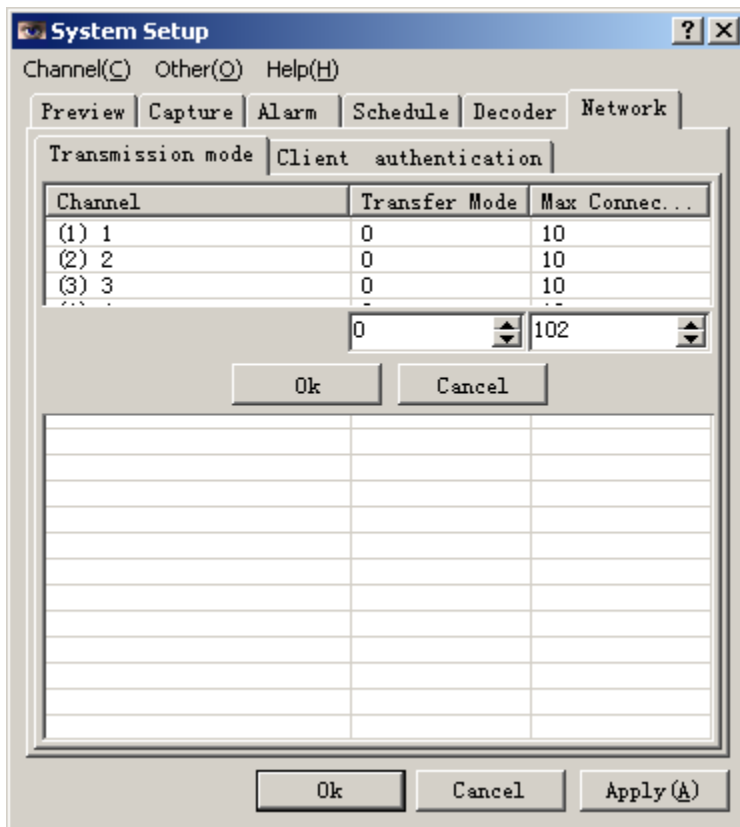 System Setup
Channel(C) Other(O) Help(H)
Preview Capture Alarm Schedule Decoder Network
Transmission mode Client authentication
Channel Transfer Mode Max Connec...
(1) 1 0 10
(2) 2 0 10
(3) 3 0 10
0 102
Ok Cancel
Ok Cancel Apply(A)